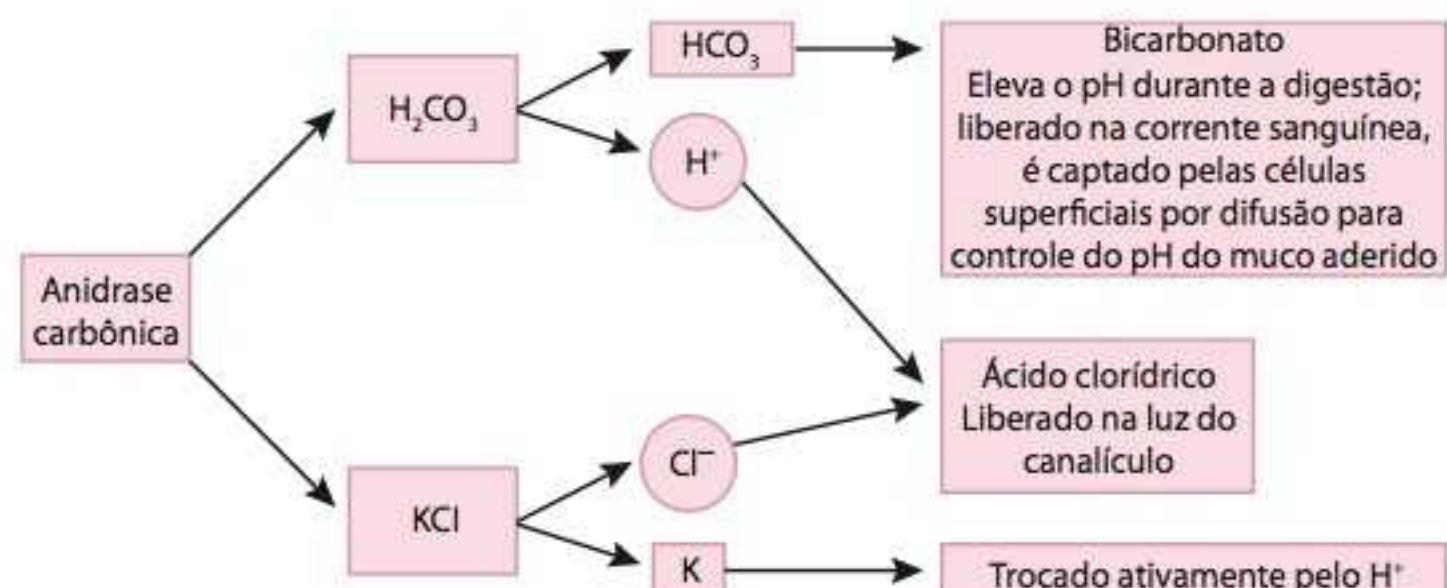 Anidrase
carbônica
H₂CO₃
HCO₃
H⁺
Bicarbonato
Eleva o pH durante a digestão;
liberado na corrente sanguínea,
é captado pelas células
superficiais por difusão para
controle do pH do muco aderido
KCl
Cl⁻
K
Ácido clorídrico
Liberado na luz do
canalículo
Trocado ativamente pelo H⁺